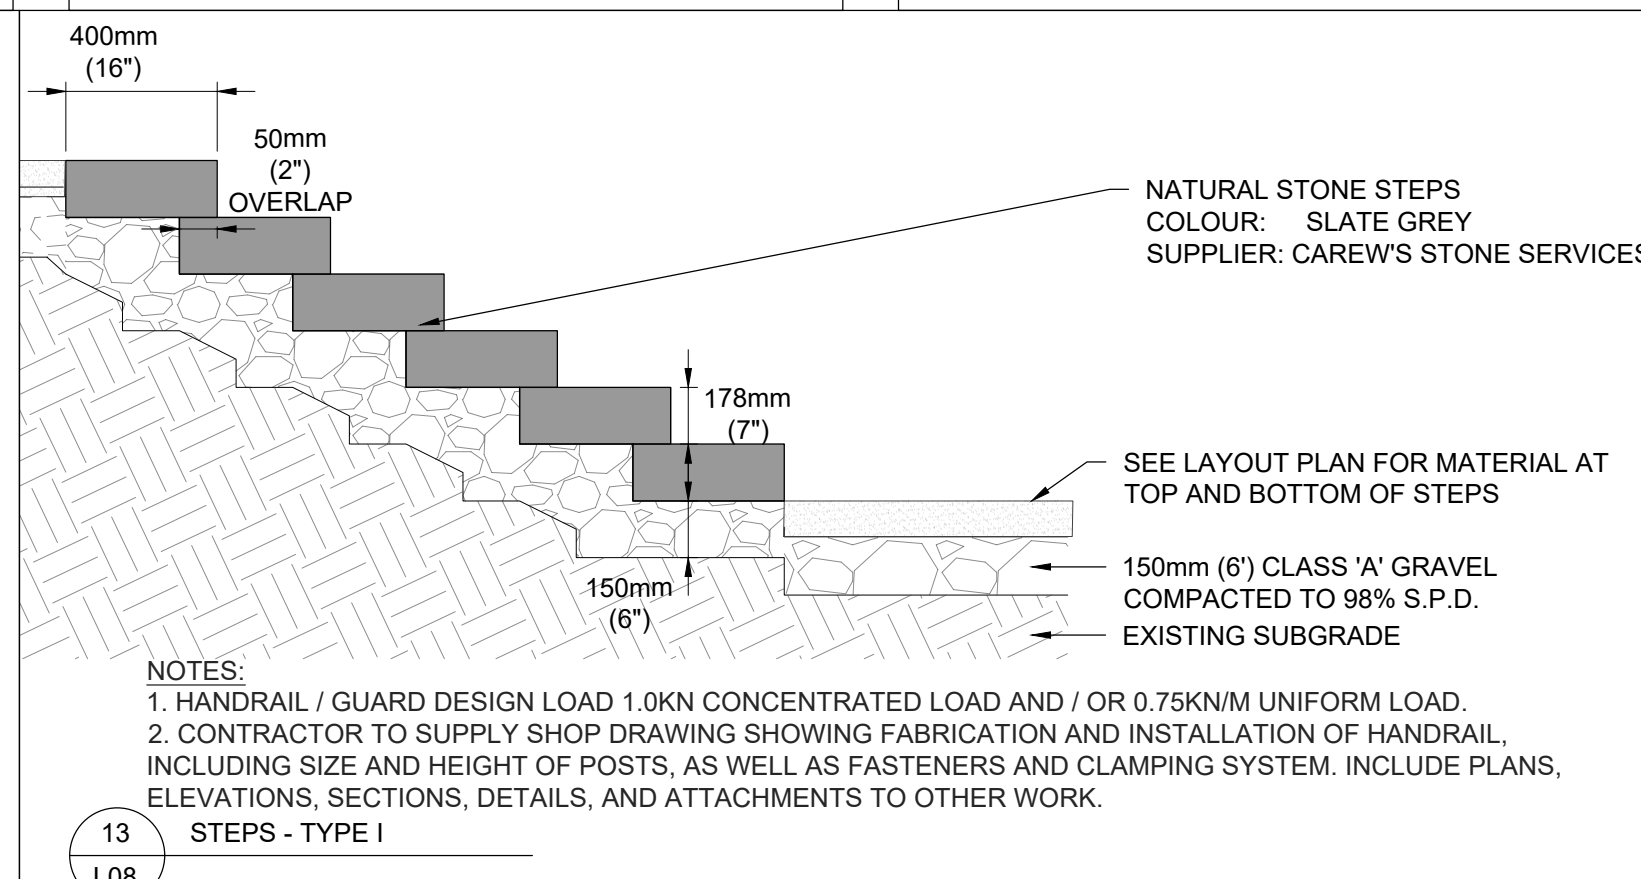 400mm
(16")
50mm
(2")
OVERLAP
NATURAL STONE STEPS
COLOUR: SLATE GREY
SUPPLIER: CAREW'S STONE SERVICES
178mm
(7")
SEE LAYOUT PLAN FOR MATERIAL AT
TOP AND BOTTOM OF STEPS
150mm (6') CLASS 'A' GRAVEL
COMPACTED TO 98% S.P.D.
EXISTING SUBGRADE
150mm
(6")
NOTES:
1. HANDRAIL / GUARD DESIGN LOAD 1.0KN CONCENTRATED LOAD AND / OR 0.75KN/M UNIFORM LOAD.
2. CONTRACTOR TO SUPPLY SHOP DRAWING SHOWING FABRICATION AND INSTALLATION OF HANDRAIL,
INCLUDING SIZE AND HEIGHT OF POSTS, AS WELL AS FASTENERS AND CLAMPING SYSTEM. INCLUDE PLANS,
ELEVATIONS, SECTIONS, DETAILS, AND ATTACHMENTS TO OTHER WORK.
13 STEPS - TYPE I
L08